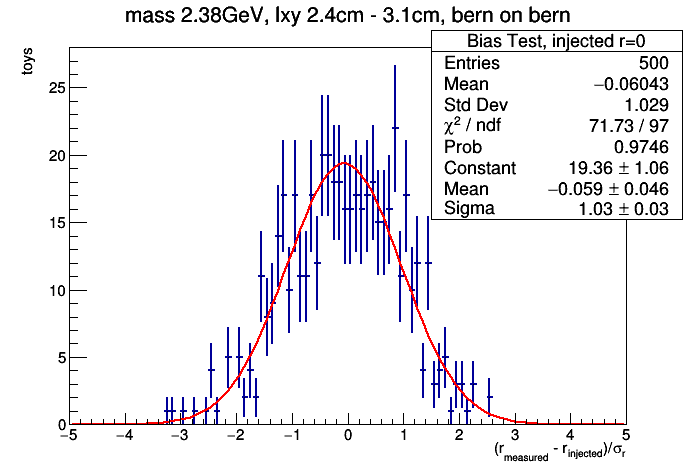 mass 2.38GeV, lxy 2.4cm - 3.1cm, bern on bern
toys
Bias Test, injected r=0
Entries 500
Mean −0.06043
Std Dev 1.029
χ² / ndf 71.73 / 97
Prob 0.9746
Constant 19.36 ± 1.06
Mean −0.059 ± 0.046
Sigma 1.03 ± 0.03
25
20
15
10
5
0
−5 −4 −3 −2 −1 0 1 2 3 4 5
(r_measured - r_injected)/σ_r